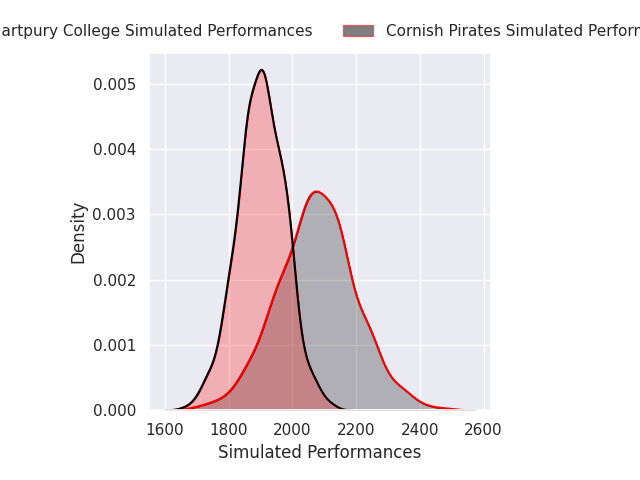 artpury College Simulated Performances Cornish Pirates Simulated Perfor
0.005
0.004
0.003
0.002
0.001
0.000
Density
1600 1800 2000 2200 2400 2600
Simulated Performances